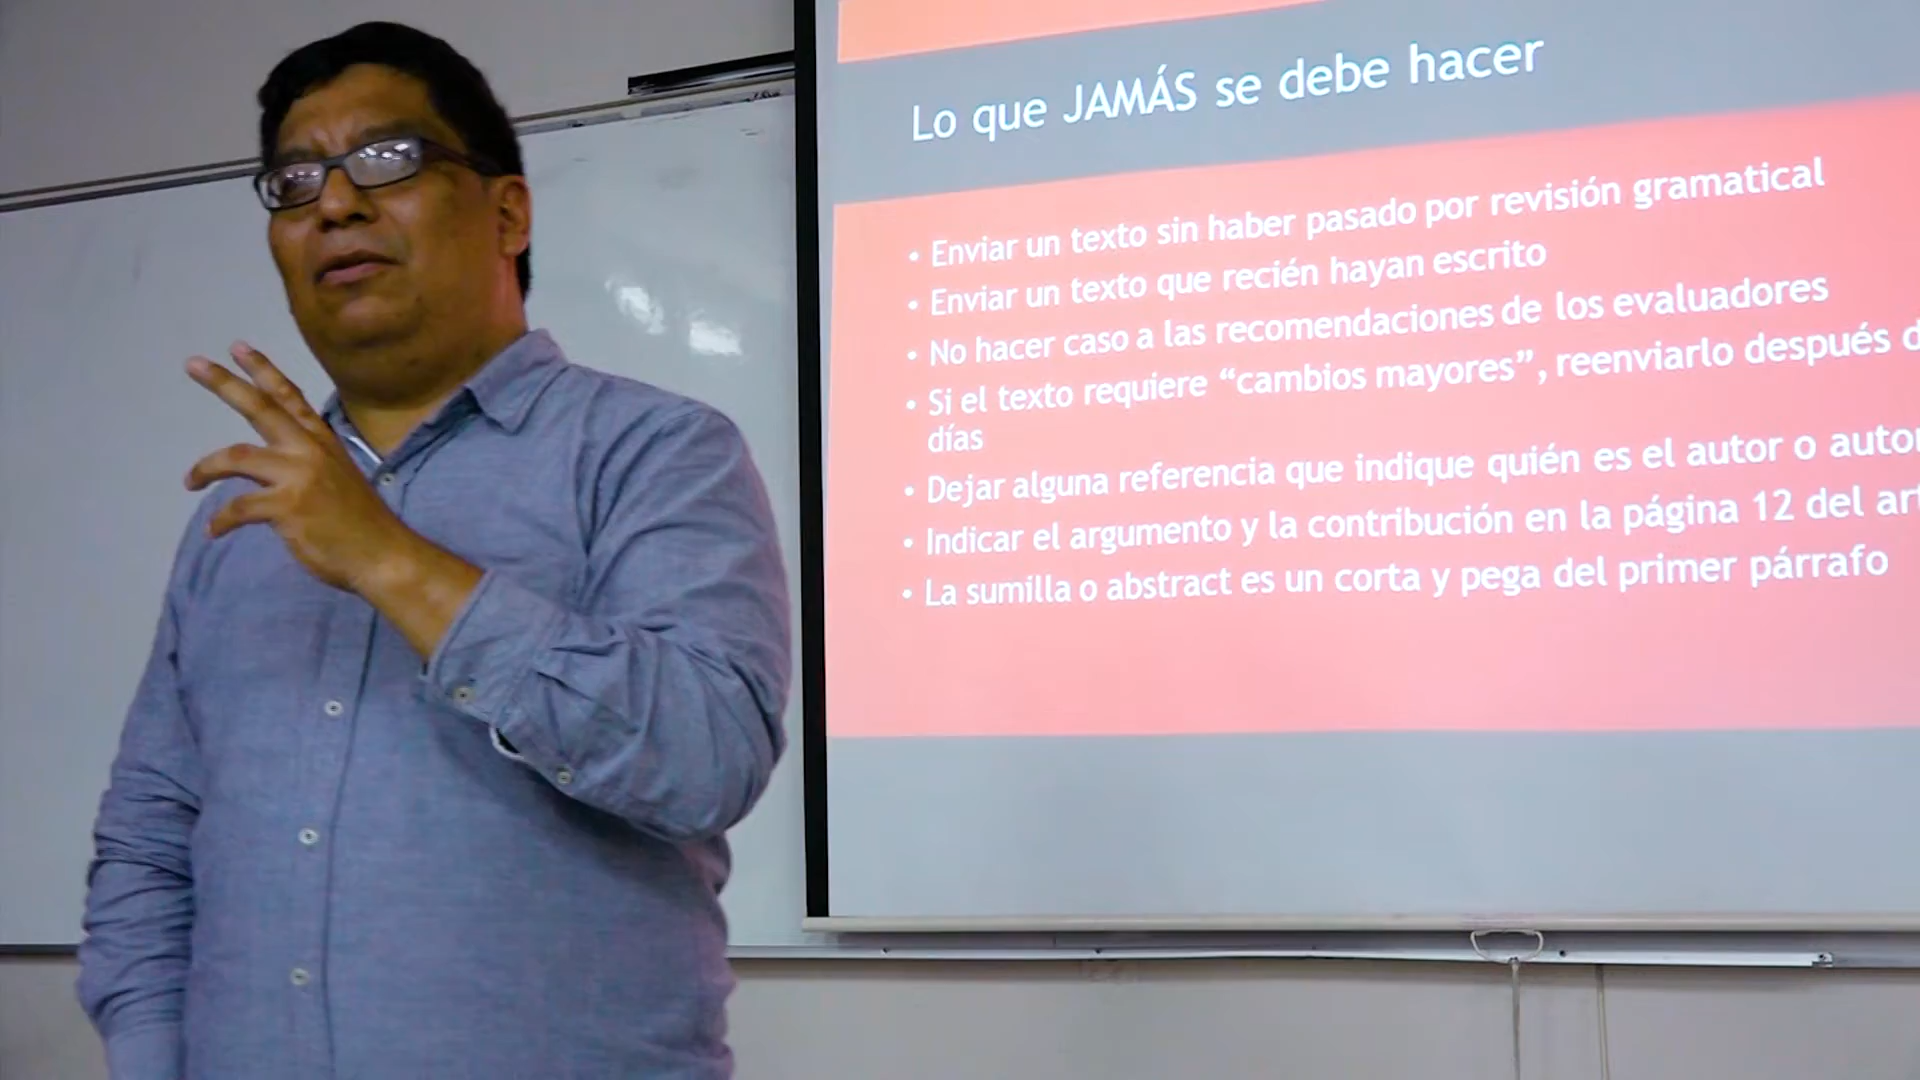 Lo que JAMÁS se debe hacer
• Enviar un texto sin haber pasado por revisión gramatical
• Enviar un texto que recién hayan escrito
• No hacer caso a las recomendaciones de los evaluadores
• Si el texto requiere “cambios mayores”, reenviarlo después
días
• Dejar alguna referencia que indique quién es el autor o
• Indicar el argumento y la contribución en la página 12 del
• La sumilla o abstract es un corta y pega del primer párrafo